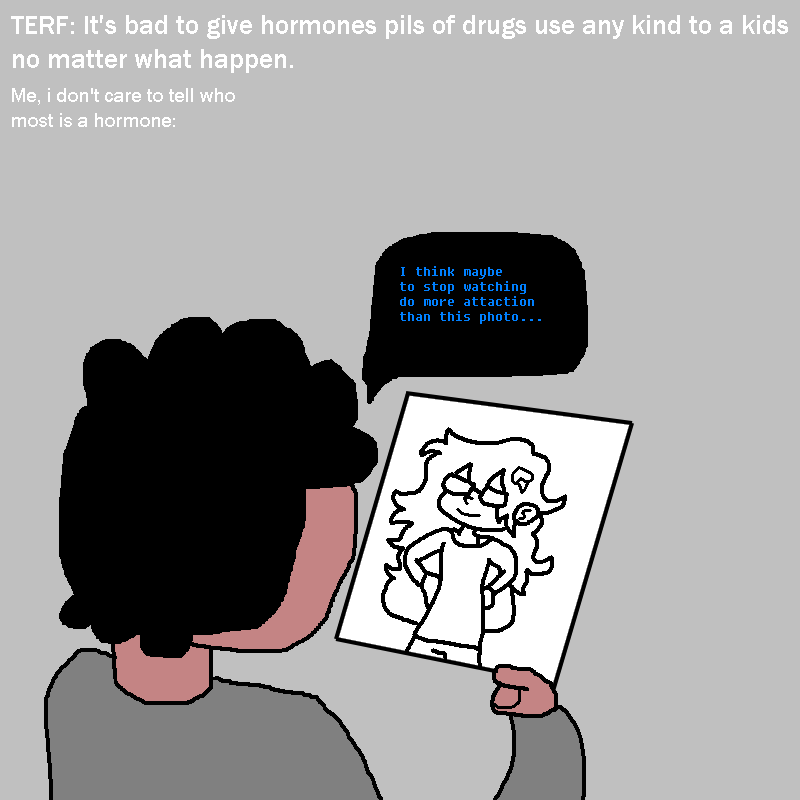 TERF: It's bad to give hormones pils of drugs use any kind to a kids
no matter what happen.
Me, i don't care to tell who
most is a hormone:
I think maybe
to stop watching
do more attaction
than this photo...